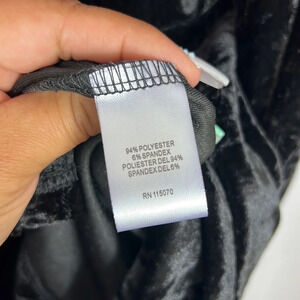 94% POLYESTER
6% SPANDEX
POLIESTER DEL 94%
SPANDEX DEL 6%
RN 115070